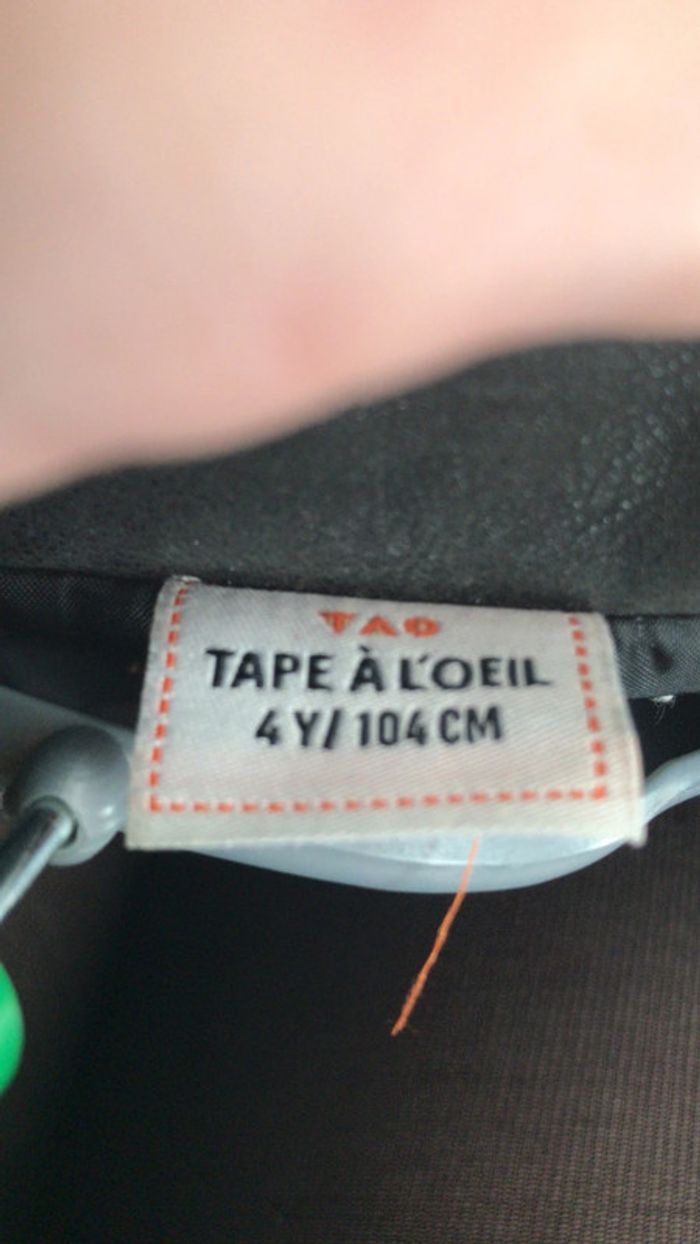 TAO
TAPE À L'OEIL
4 Y/ 104 CM